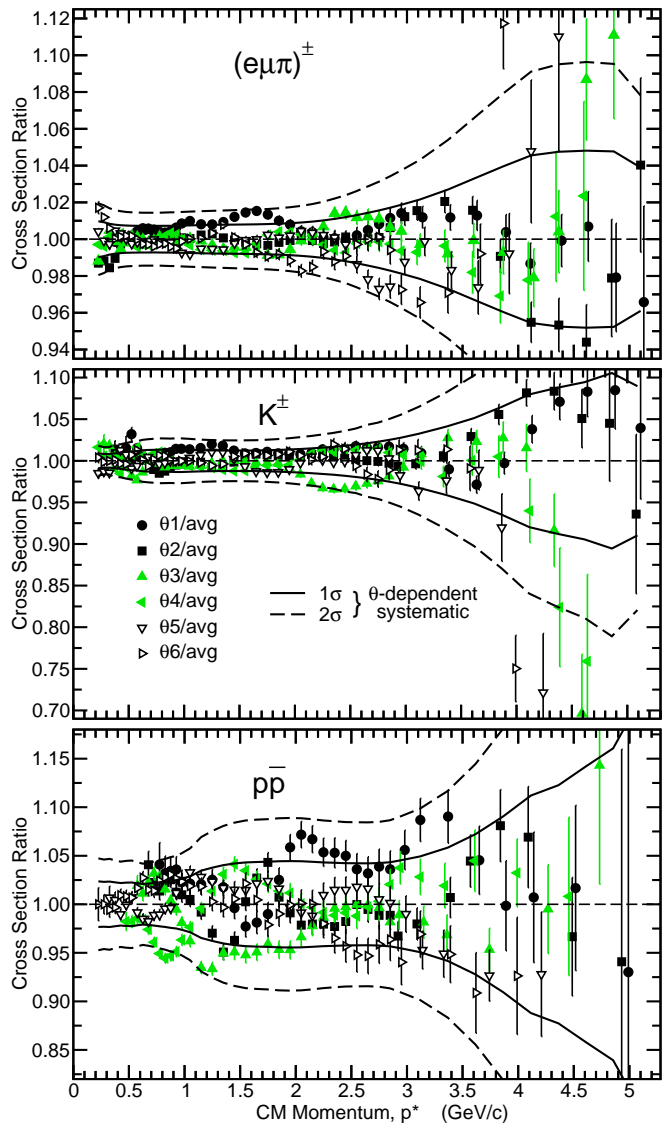 (eμπ)±
Cross Section Ratio
1.12
1.10
1.08
1.06
1.04
1.02
1.00
0.98
0.96
0.94
K±
Cross Section Ratio
1.10
1.05
1.00
0.95
0.90
0.85
0.80
0.75
0.70
θ1/avg
θ2/avg
θ3/avg
θ4/avg
θ5/avg
θ6/avg
1σ } θ-dependent
2σ systematic
pp̅
Cross Section Ratio
1.15
1.10
1.05
1.00
0.95
0.90
0.85
0 0.5 1 1.5 2 2.5 3 3.5 4 4.5 5
CM Momentum, p* (GeV/c)